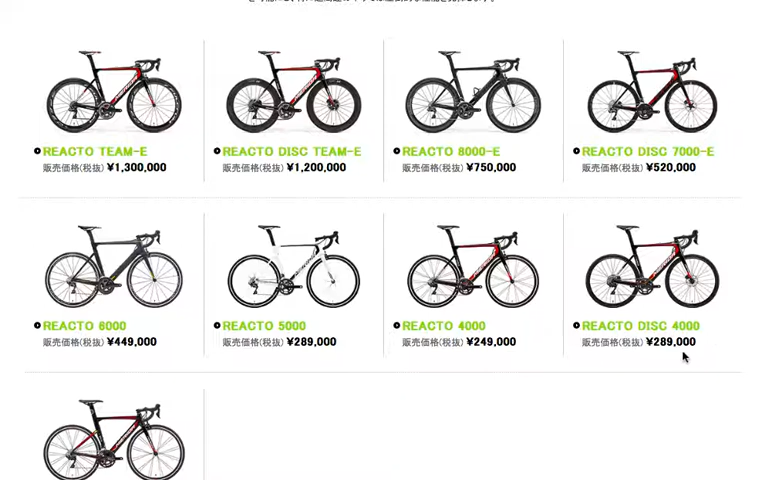 REACTO TEAM-E
販売価格(税抜) ¥1,300,000
REACTO DISC TEAM-E
販売価格(税抜) ¥1,200,000
REACTO 8000-E
販売価格(税抜) ¥750,000
REACTO DISC 7000-E
販売価格(税抜) ¥520,000
REACTO 6000
販売価格(税抜) ¥449,000
REACTO 5000
販売価格(税抜) ¥289,000
REACTO 4000
販売価格(税抜) ¥249,000
REACTO DISC 4000
販売価格(税抜) ¥289,000